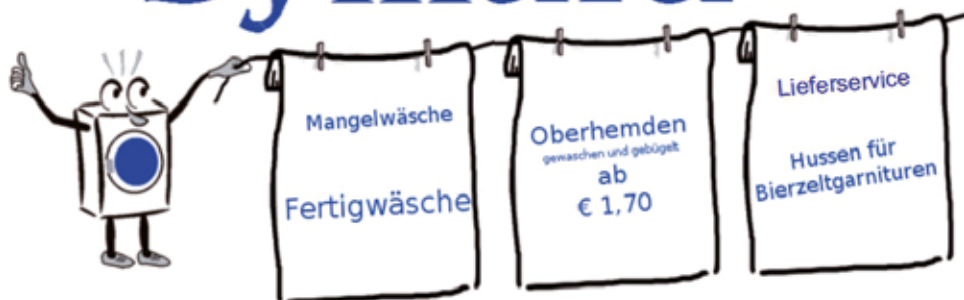 Mangelwäsche
Fertigwäsche
Oberhemden
gewaschen und gebügelt
ab
€ 1,70
Lieferservice
Hussen für
Bierzeltgarnituren